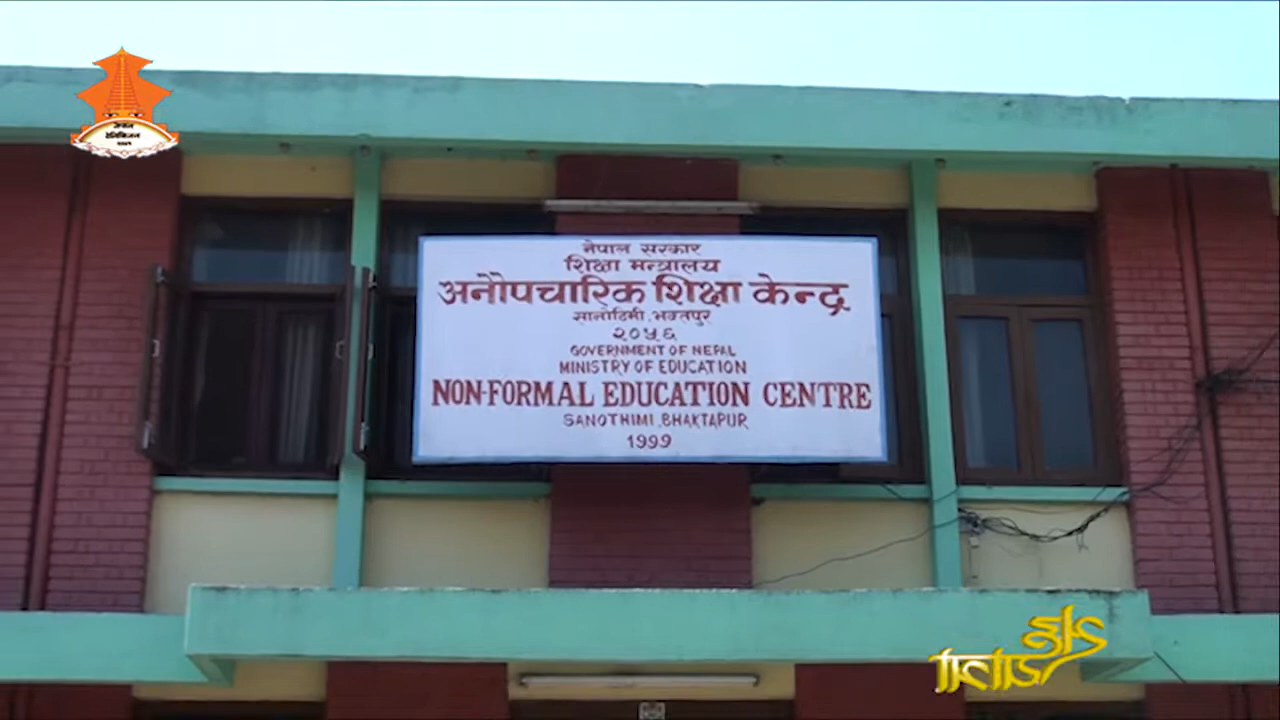 नेपाल
टेलिभिजन
नेपाल सरकार
शिक्षा मन्त्रालय
अनौपचारिक शिक्षा केन्द्र
सानोठिमी, भक्तपुर
२०५६
GOVERNMENT OF NEPAL
MINISTRY OF EDUCATION
NON-FORMAL EDUCATION CENTRE
SANOTHIMI, BHAKTAPUR
1999